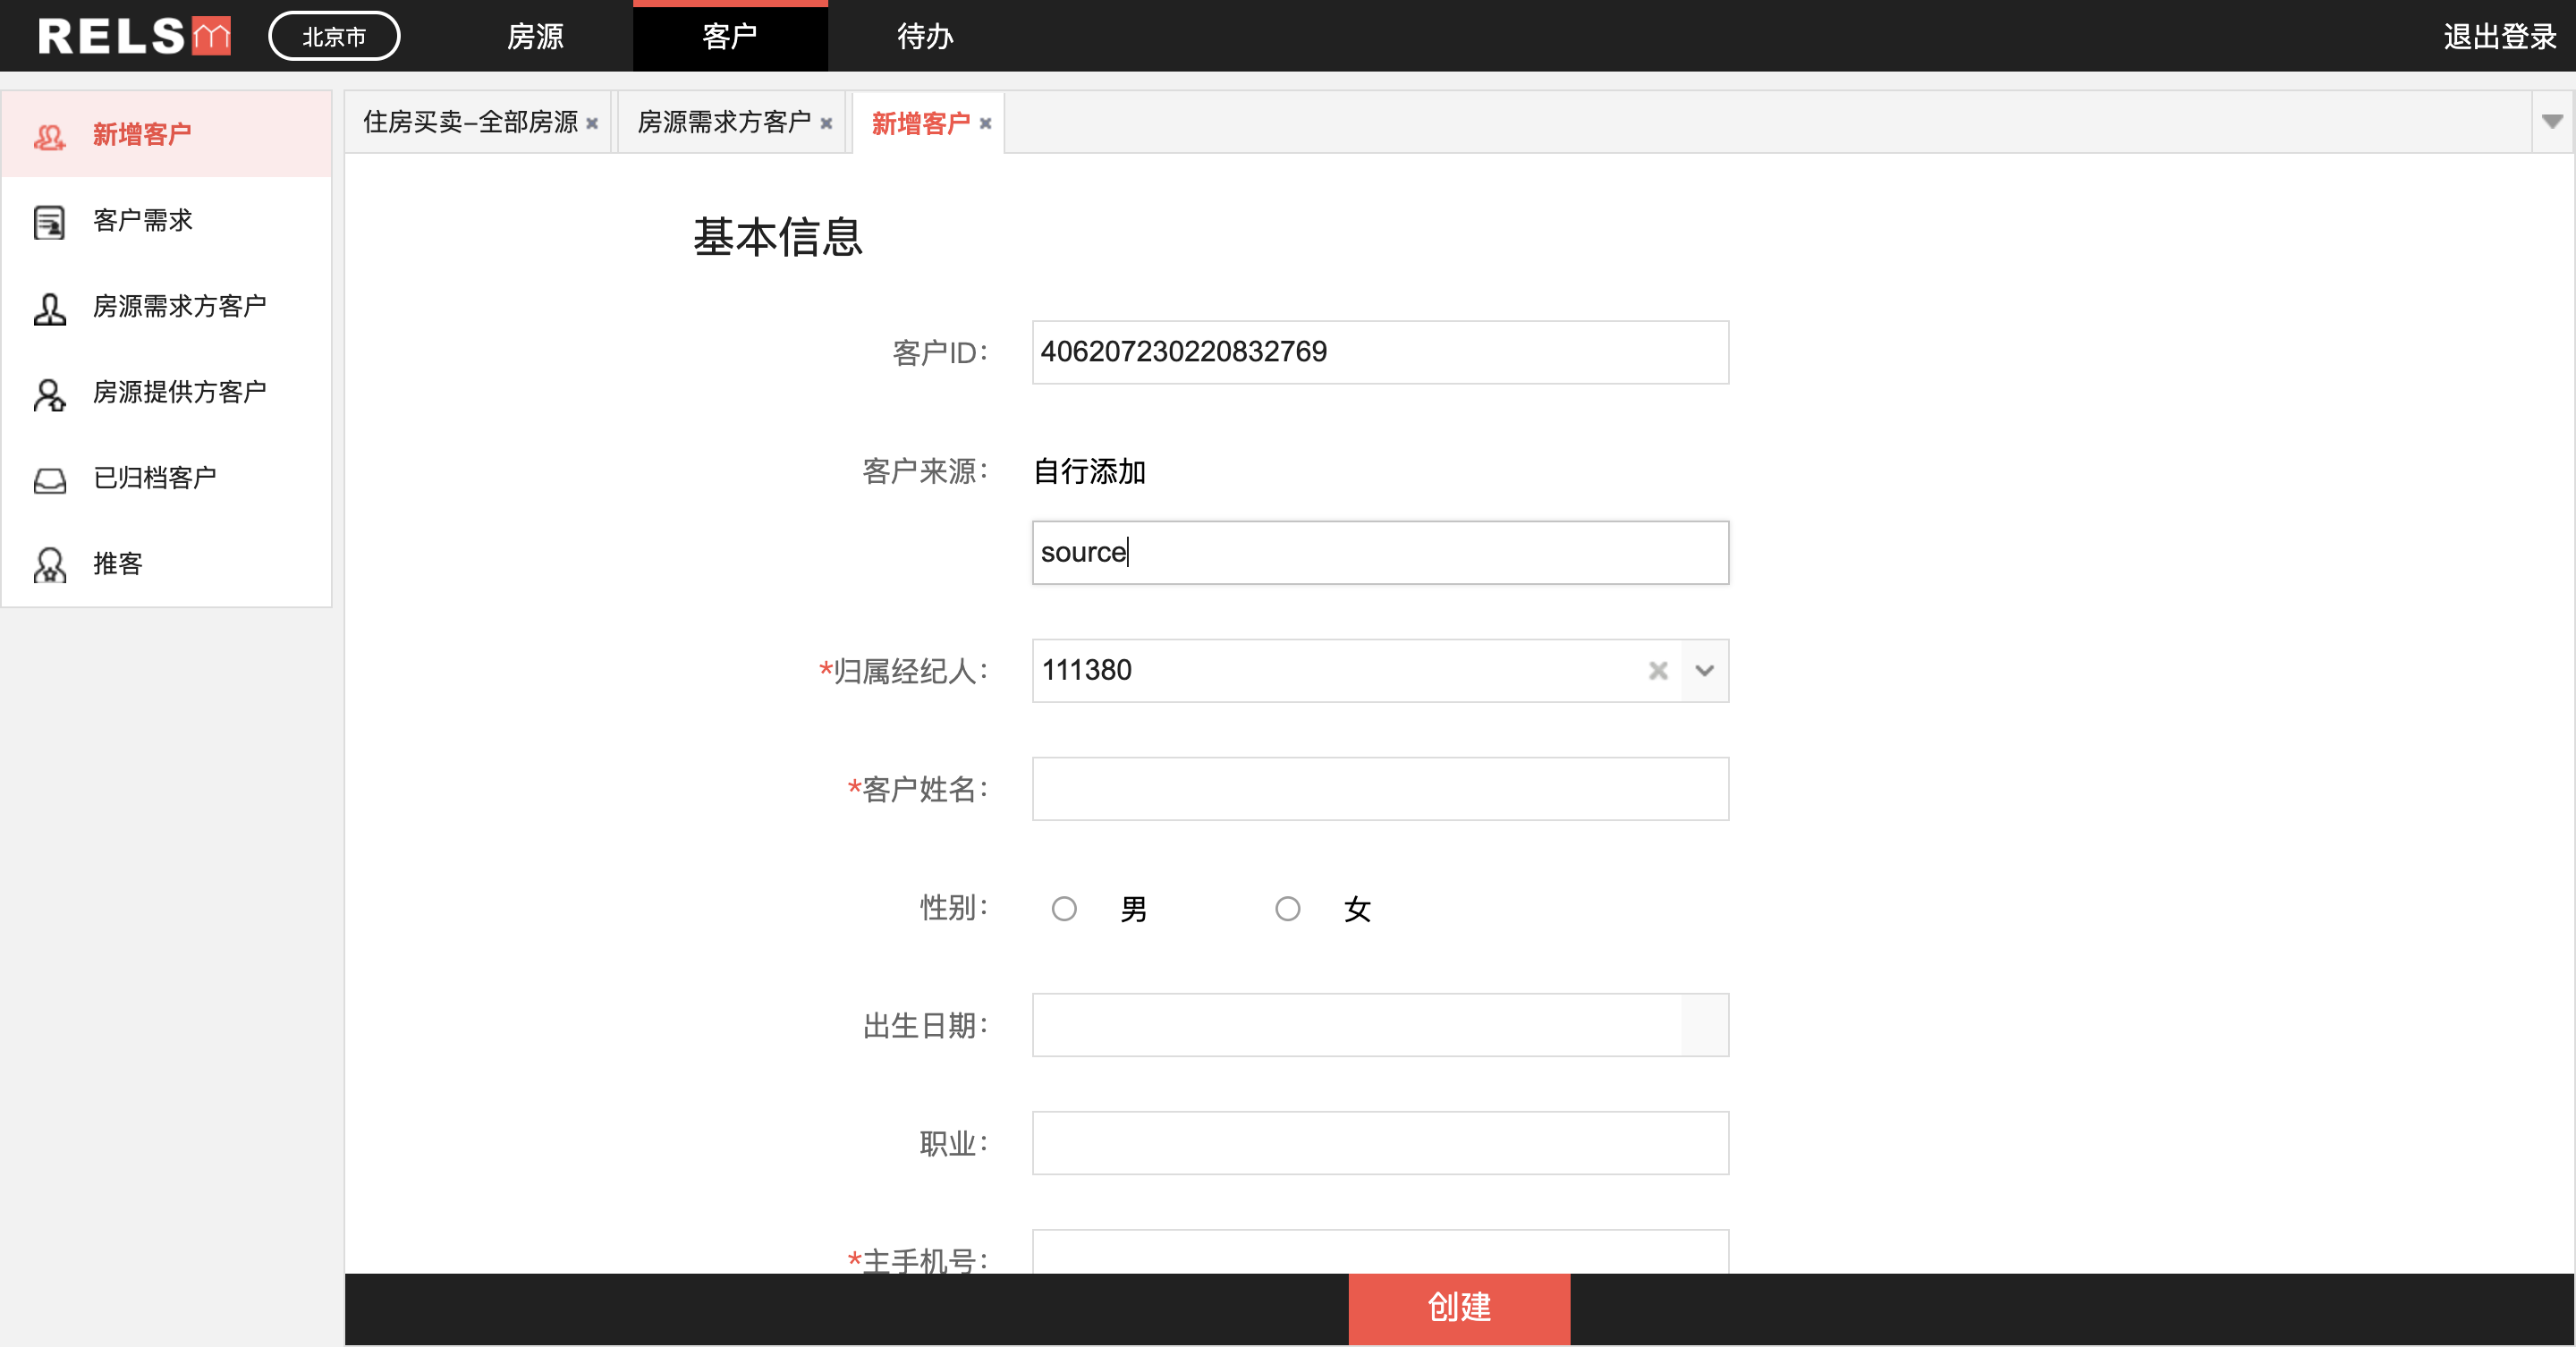 RELS
北京市
房源
客户
待办
退出登录
新增客户
客户需求
房源需求方客户
房源提供方客户
已归档客户
推客
住房买卖-全部房源
房源需求方客户
新增客户
基本信息
客户ID: 406207230220832769
客户来源: 自行添加
source
*归属经纪人: 111380
*客户姓名:
性别: 男 女
出生日期:
职业:
*主手机号:
创建